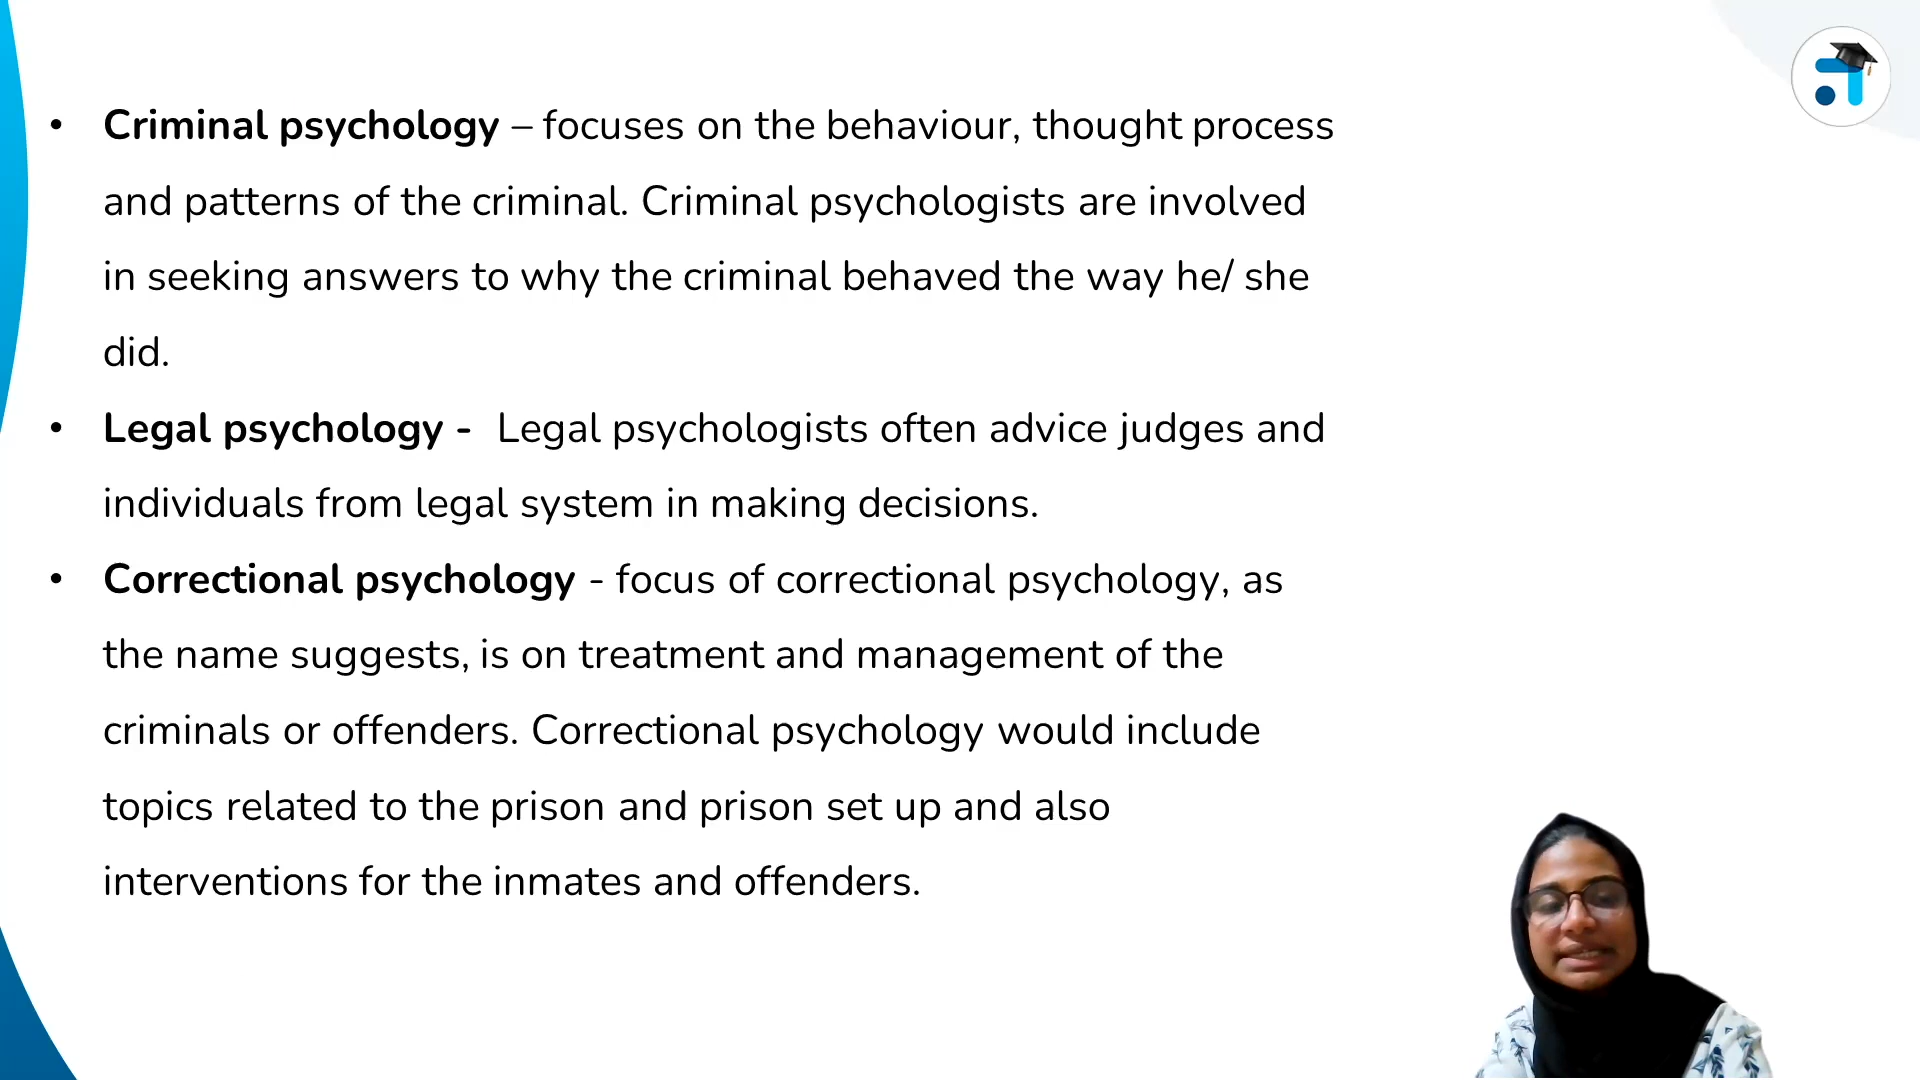 • Criminal psychology – focuses on the behaviour, thought process
and patterns of the criminal. Criminal psychologists are involved
in seeking answers to why the criminal behaved the way he/ she
did.
• Legal psychology - Legal psychologists often advice judges and
individuals from legal system in making decisions.
• Correctional psychology - focus of correctional psychology, as
the name suggests, is on treatment and management of the
criminals or offenders. Correctional psychology would include
topics related to the prison and prison set up and also
interventions for the inmates and offenders.